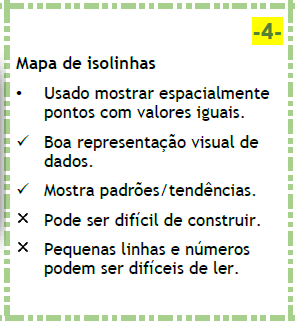 -4-
Mapa de isolinhas
• Usado mostrar espacialmente
pontos com valores iguais.
✓ Boa representação visual de
dados.
✓ Mostra padrões/tendências.
× Pode ser difícil de construir.
× Pequenas linhas e números
podem ser difíceis de ler.